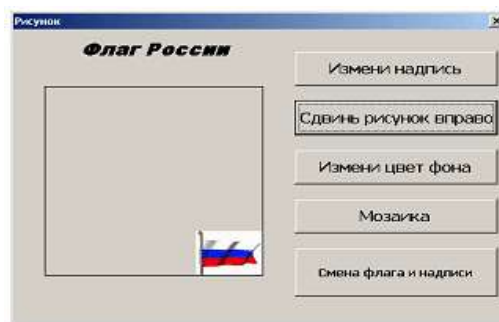 Рисунок
Флаг России
Измени надпись
Сдвинь рисунок вправо
Измени цвет фона
Мозаика
Смена флага и надписи